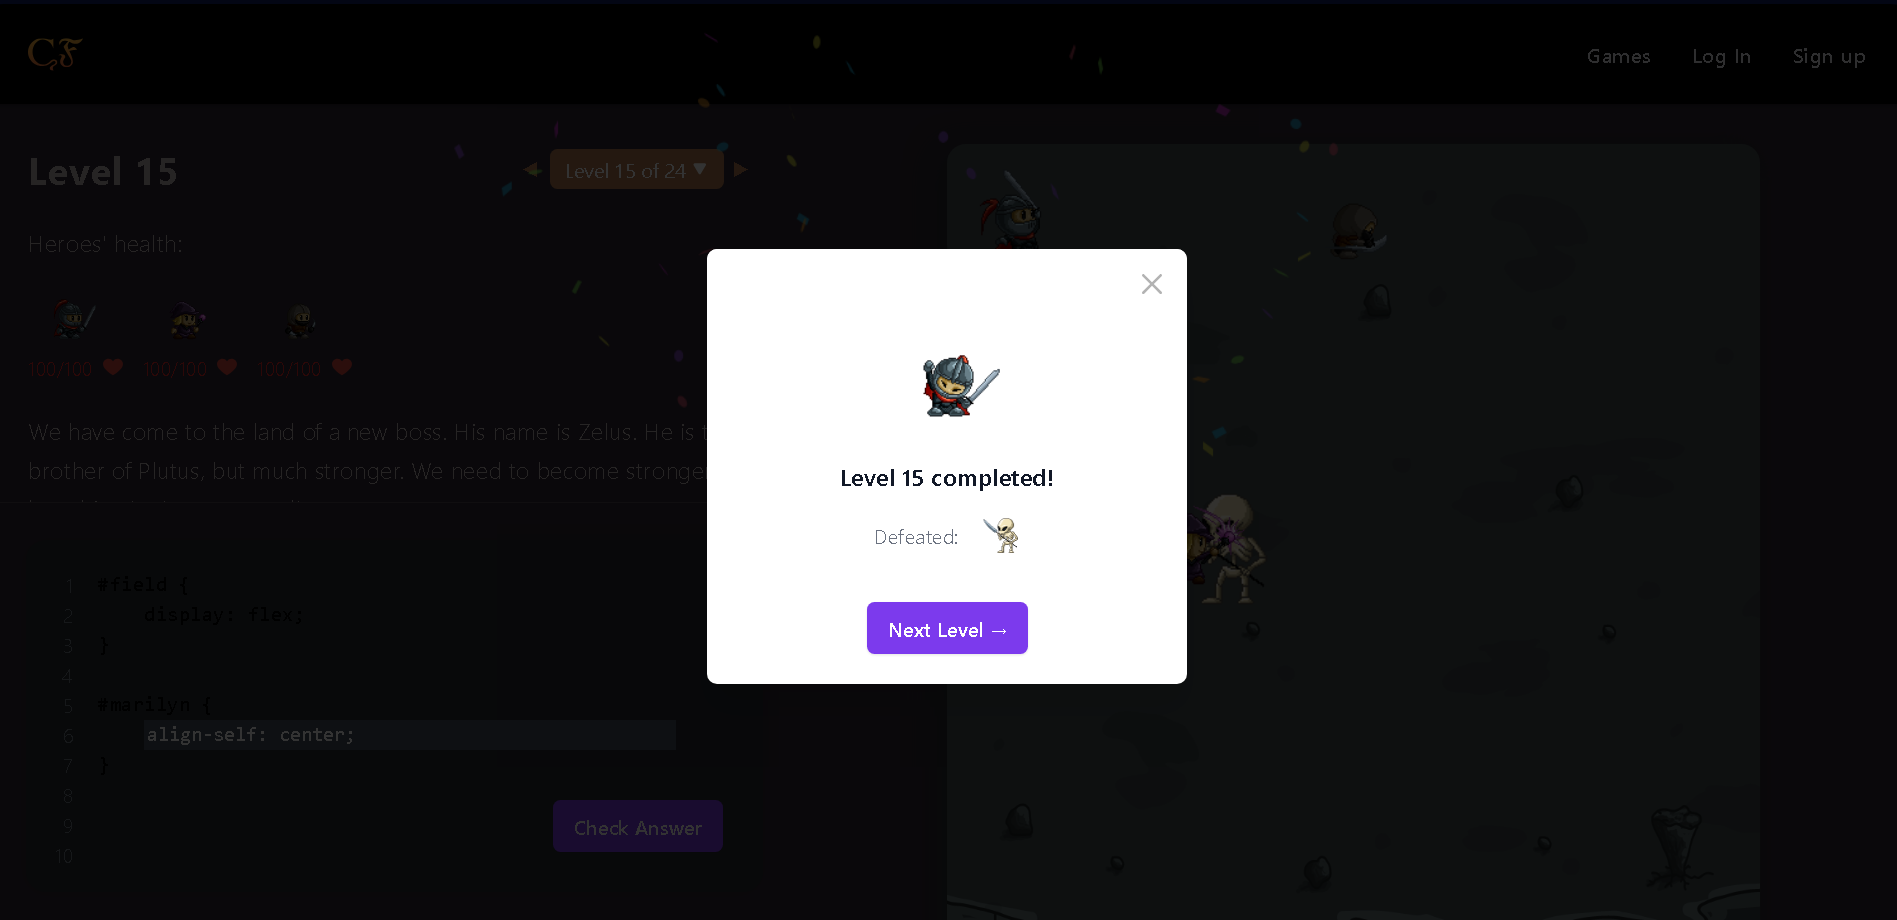 CF
Games Log In Sign up
Level 15
Level 15 of 24 ▼
Heroes' health:
100/100 100/100 100/100
We have come to the land of a new boss. His name is Zelus. He is t
brother of Plutus, but much stronger. We need to become stronger
Level 15 completed!
Defeated:
Next Level →
1 #field {
2 display: flex;
3 }
4
5 #marilyn {
6 align-self: center;
7 }
8
9
10
Check Answer